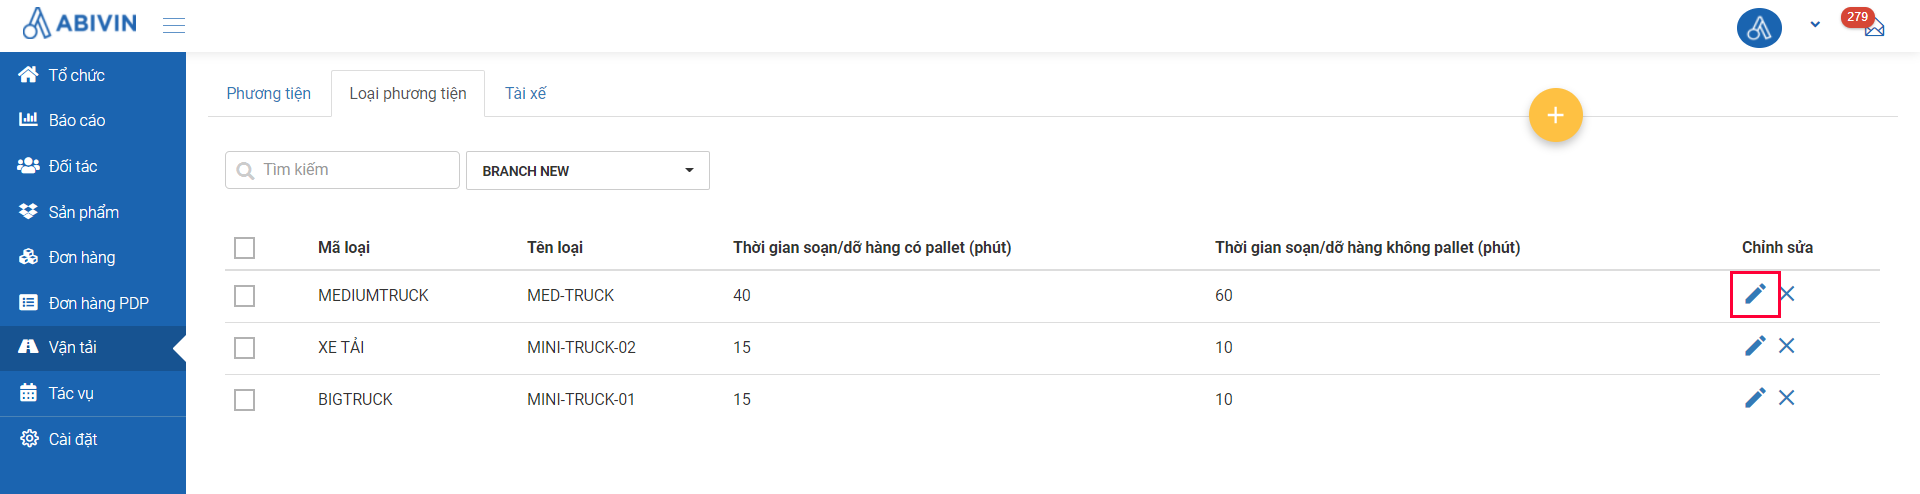 ABIVIN
279
Tổ chức
Báo cáo
Đối tác
Sản phẩm
Đơn hàng
Đơn hàng PDP
Vận tải
Tác vụ
Cài đặt
Phương tiện Loại phương tiện Tài xế
+
Tìm kiếm BRANCH NEW
Mã loại Tên loại Thời gian soạn/dỡ hàng có pallet (phút) Thời gian soạn/dỡ hàng không pallet (phút) Chỉnh sửa
MEDIUMTRUCK MED-TRUCK 40 60
XE TẢI MINI-TRUCK-02 15 10
BIGTRUCK MINI-TRUCK-01 15 10